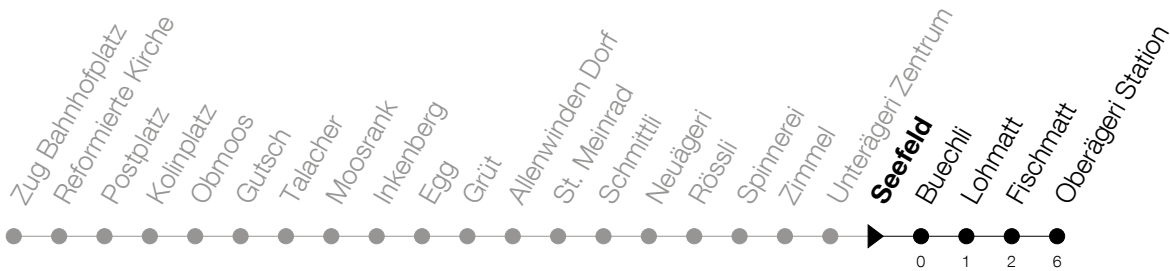 Zug Bahnhofplatz
Reformierte Kirche
Postplatz
Kolinplatz
Obmoos
Gutsch
Talacher
Moosrank
Inkenberg
Egg
Grüt
Allenwinden Dorf
St. Meinrad
Schmittli
Neuägeri
Rössli
Spinnerei
Zimmel
Unterägeri Zentrum
Seefeld
Buechli
Lohmatt
Fischmatt
Oberägeri Station
0
1
2
6